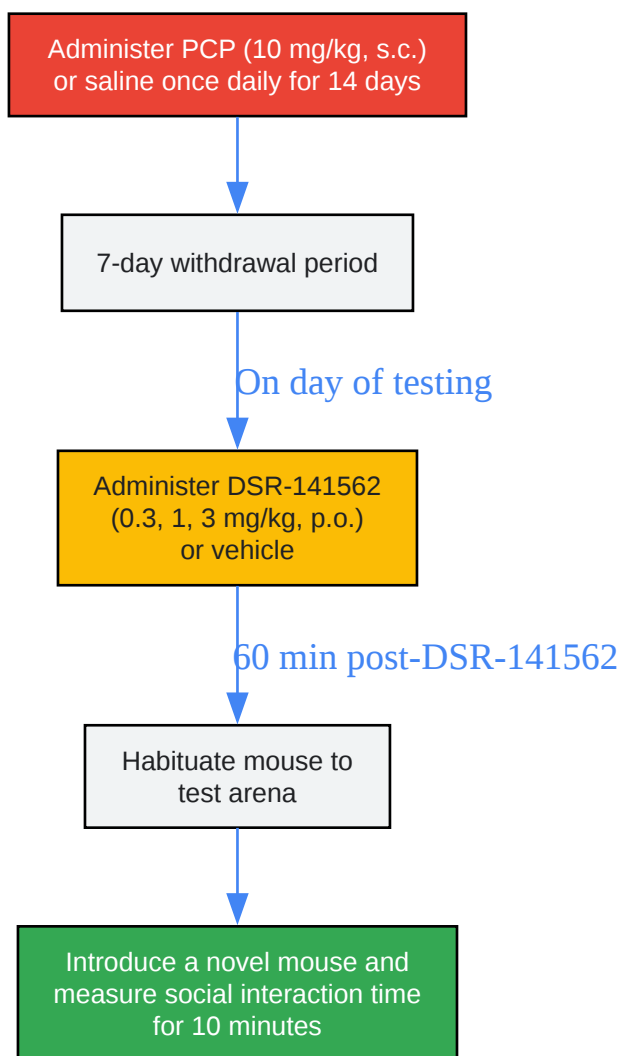 Administer PCP (10 mg/kg, s.c.)
or saline once daily for 14 days
7-day withdrawal period
On day of testing
Administer DSR-141562
(0.3, 1, 3 mg/kg, p.o.)
or vehicle
60 min post-DSR-141562
Habituate mouse to
test arena
Introduce a novel mouse and
measure social interaction time
for 10 minutes